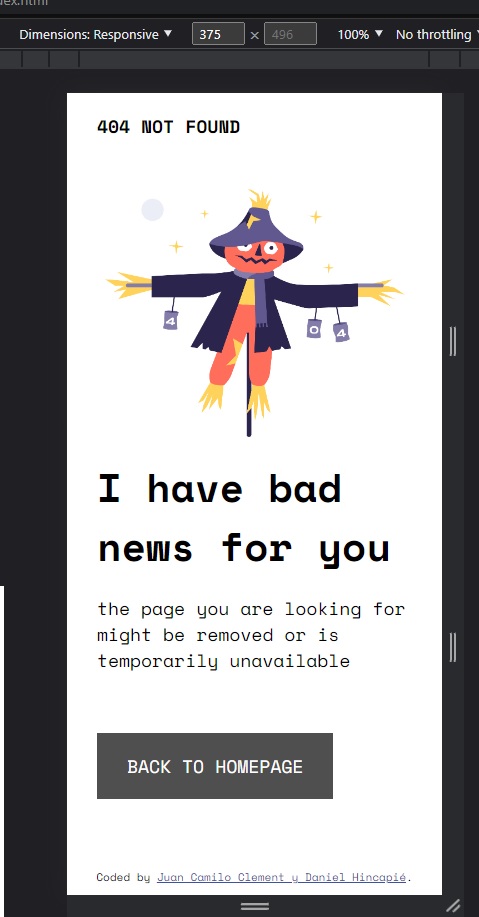 dex.html
Dimensions: Responsive 375 × 496 100% No throttling
404 NOT FOUND
4
0
4
I have bad
news for you
the page you are looking for
might be removed or is
temporarily unavailable
BACK TO HOMEPAGE
Coded by Juan Camilo Clement y Daniel Hincapié.